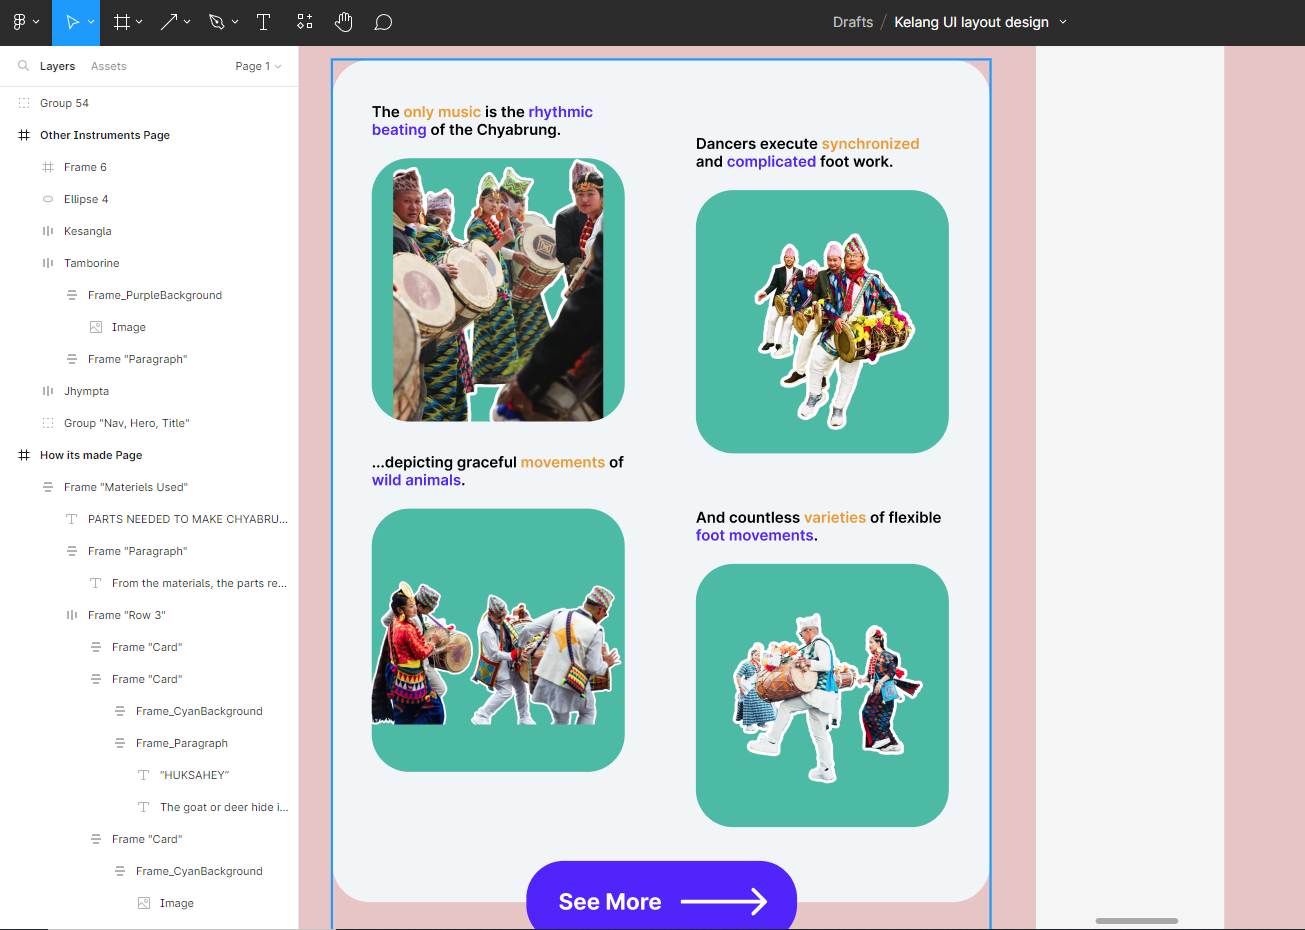 Drafts / Kelang UI layout design
Layers Assets Page 1
Group 54
Other Instruments Page
Frame 6
Ellipse 4
Kesangla
Tamborine
Frame_PurpleBackground
Image
Frame "Paragraph"
Jhympta
Group "Nav, Hero, Title"
How its made Page
Frame "Materiels Used"
PARTS NEEDED TO MAKE CHYABRU...
Frame "Paragraph"
From the materials, the parts re...
Frame "Row 3"
Frame "Card"
Frame "Card"
Frame_CyanBackground
Frame_Paragraph
"HUKSAHEY"
The goat or deer hide i...
Frame "Card"
Frame_CyanBackground
Image
The only music is the rhythmic
beating of the Chyabrung.
Dancers execute synchronized
and complicated foot work.
...depicting graceful movements of
wild animals.
And countless varieties of flexible
foot movements.
See More